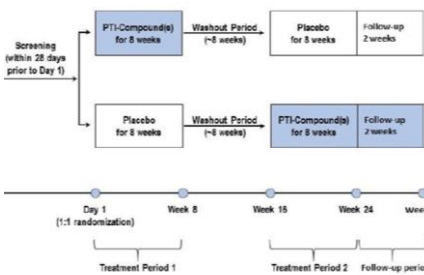 Screening
(within 28 days
prior to Day 1)
PTI-Compound(s)
for 8 weeks
Washout Period
(~8 weeks)
Placebo
for 8 weeks
Follow-up
2 weeks
Placebo
for 8 weeks
Washout Period
(~8 weeks)
PTI-Compound(s)
for 8 weeks
Follow-up
2 weeks
Day 1
(1:1 randomization)
Week 8
Week 16
Week 24
Treatment Period 1
Treatment Period 2
Follow-up